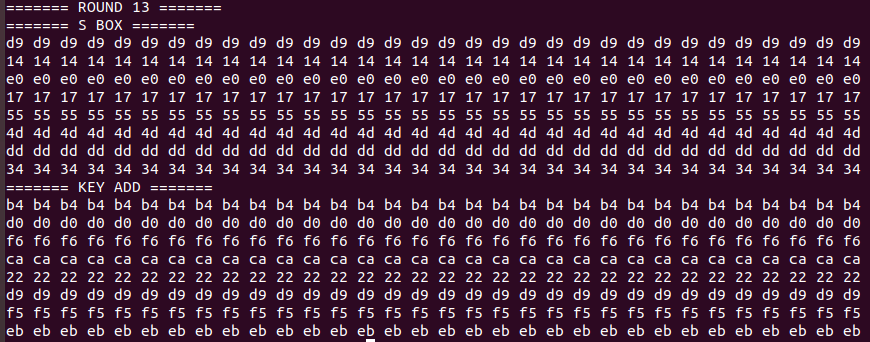 ======= ROUND 13 =======
======= S BOX =======
d9 d9 d9 d9 d9 d9 d9 d9 d9 d9 d9 d9 d9 d9 d9 d9 d9 d9 d9 d9 d9 d9 d9 d9 d9 d9 d9 d9 d9 d9 d9 d9
14 14 14 14 14 14 14 14 14 14 14 14 14 14 14 14 14 14 14 14 14 14 14 14 14 14 14 14 14 14 14 14
e0 e0 e0 e0 e0 e0 e0 e0 e0 e0 e0 e0 e0 e0 e0 e0 e0 e0 e0 e0 e0 e0 e0 e0 e0 e0 e0 e0 e0 e0 e0 e0
17 17 17 17 17 17 17 17 17 17 17 17 17 17 17 17 17 17 17 17 17 17 17 17 17 17 17 17 17 17 17 17
55 55 55 55 55 55 55 55 55 55 55 55 55 55 55 55 55 55 55 55 55 55 55 55 55 55 55 55 55 55 55 55
4d 4d 4d 4d 4d 4d 4d 4d 4d 4d 4d 4d 4d 4d 4d 4d 4d 4d 4d 4d 4d 4d 4d 4d 4d 4d 4d 4d 4d 4d 4d 4d
dd dd dd dd dd dd dd dd dd dd dd dd dd dd dd dd dd dd dd dd dd dd dd dd dd dd dd dd dd dd dd dd
34 34 34 34 34 34 34 34 34 34 34 34 34 34 34 34 34 34 34 34 34 34 34 34 34 34 34 34 34 34 34 34
======= KEY ADD =======
b4 b4 b4 b4 b4 b4 b4 b4 b4 b4 b4 b4 b4 b4 b4 b4 b4 b4 b4 b4 b4 b4 b4 b4 b4 b4 b4 b4 b4 b4 b4 b4
d0 d0 d0 d0 d0 d0 d0 d0 d0 d0 d0 d0 d0 d0 d0 d0 d0 d0 d0 d0 d0 d0 d0 d0 d0 d0 d0 d0 d0 d0 d0 d0
f6 f6 f6 f6 f6 f6 f6 f6 f6 f6 f6 f6 f6 f6 f6 f6 f6 f6 f6 f6 f6 f6 f6 f6 f6 f6 f6 f6 f6 f6 f6 f6
ca ca ca ca ca ca ca ca ca ca ca ca ca ca ca ca ca ca ca ca ca ca ca ca ca ca ca ca ca ca ca ca
22 22 22 22 22 22 22 22 22 22 22 22 22 22 22 22 22 22 22 22 22 22 22 22 22 22 22 22 22 22 22 22
d9 d9 d9 d9 d9 d9 d9 d9 d9 d9 d9 d9 d9 d9 d9 d9 d9 d9 d9 d9 d9 d9 d9 d9 d9 d9 d9 d9 d9 d9 d9 d9
f5 f5 f5 f5 f5 f5 f5 f5 f5 f5 f5 f5 f5 f5 f5 f5 f5 f5 f5 f5 f5 f5 f5 f5 f5 f5 f5 f5 f5 f5 f5 f5
eb eb eb eb eb eb eb eb eb eb eb eb eb eb eb eb eb eb eb eb eb eb eb eb eb eb eb eb eb eb eb eb